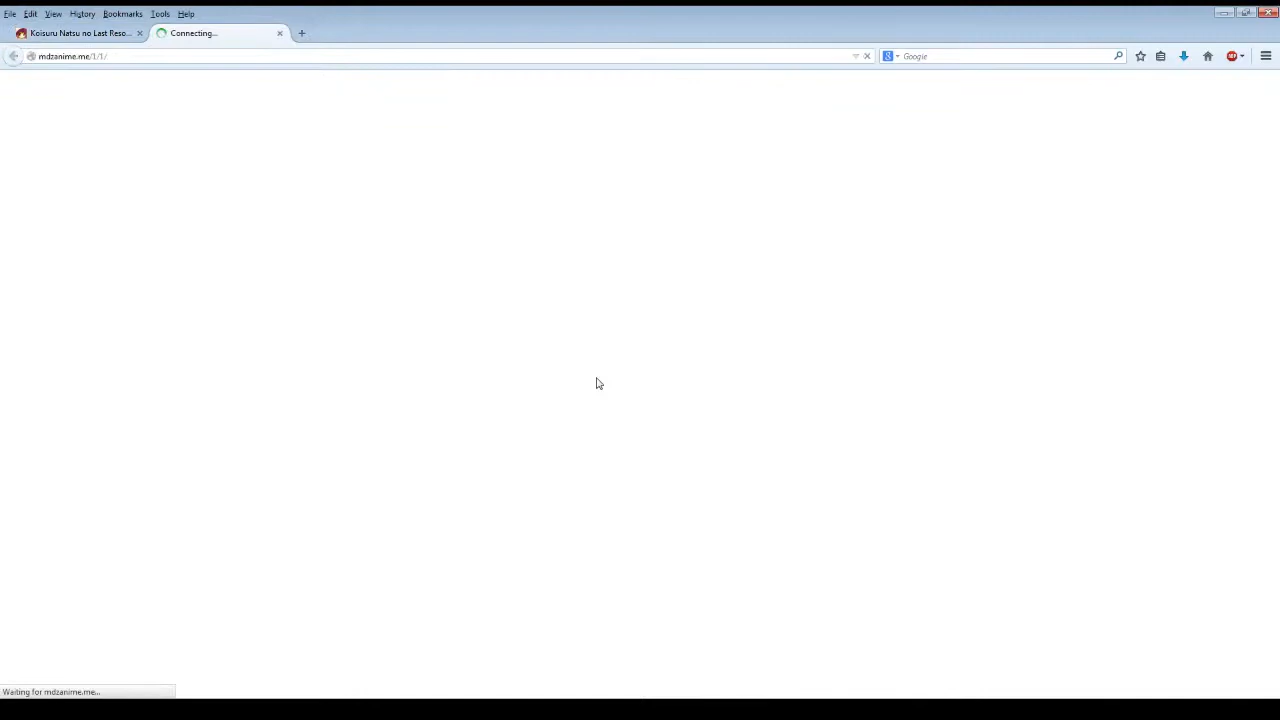 File Edit View History Bookmarks Tools Help
Koisuru Natsu no Last Reso... Connecting...
mdzanime.me/1/1/ Google
Waiting for mdzanime.me...